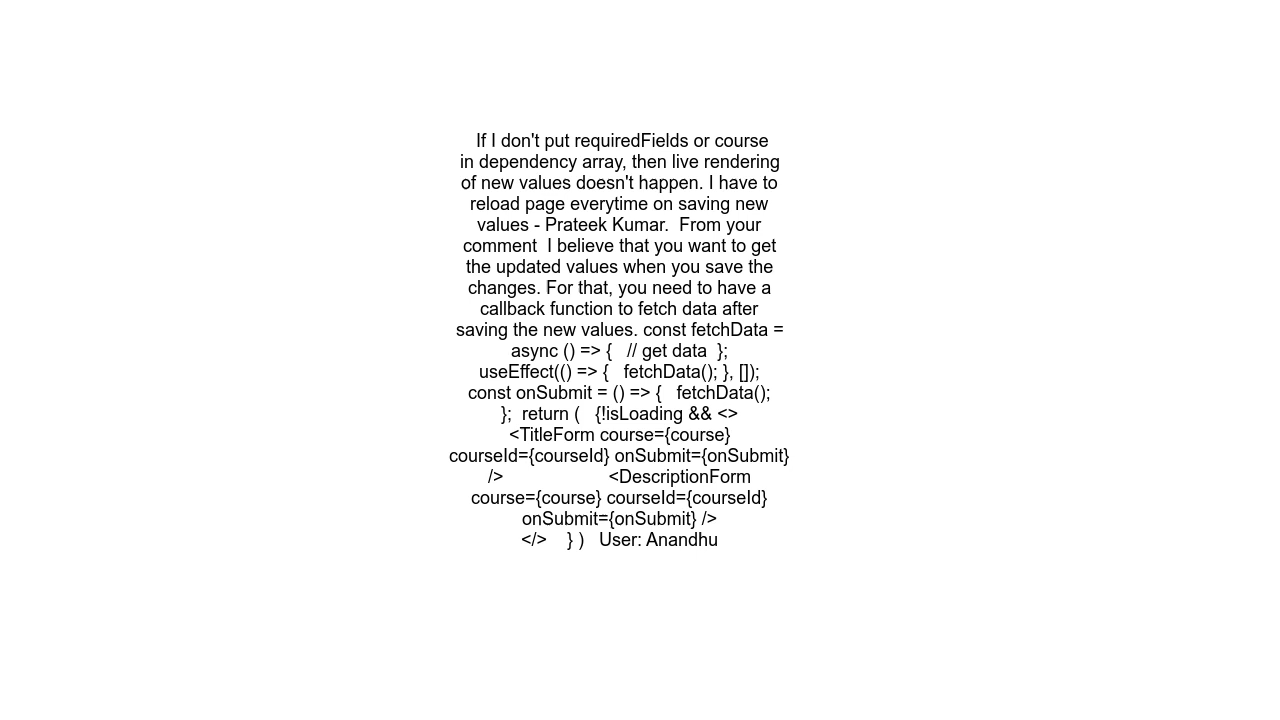 If I don't put requiredFields or course
in dependency array, then live rendering
of new values doesn't happen. I have to
reload page everytime on saving new
values - Prateek Kumar.  From your
comment  I believe that you want to get
the updated values when you save the
changes. For that, you need to have a
callback function to fetch data after
saving the new values. const fetchData =
async () => {   // get data  };
useEffect(() => {   fetchData(); }, []);
const onSubmit = () => {   fetchData();
};  return (   {!isLoading && <>
<TitleForm course={course}
courseId={courseId} onSubmit={onSubmit}
/>                     <DescriptionForm
course={course} courseId={courseId}
onSubmit={onSubmit} />
</>    } )   User: Anandhu